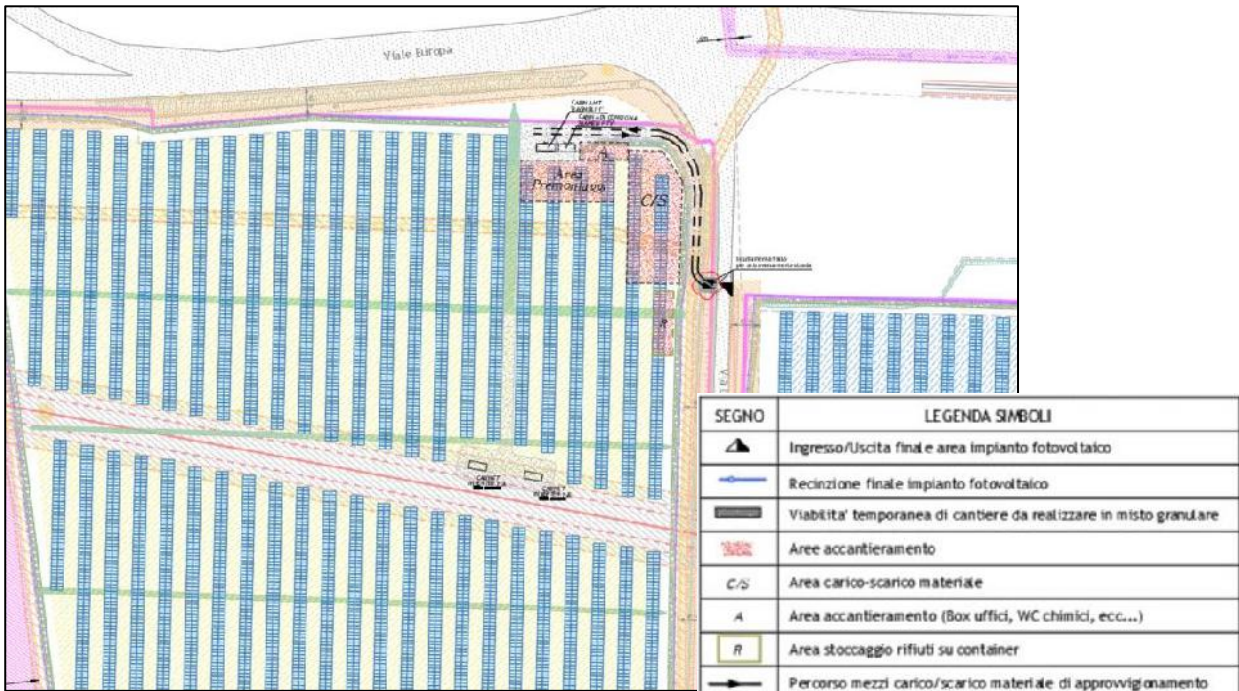 Viale Europa
A
Area
Premontaggio
C/S
R
SEGNO LEGENDA SIMBOLI
Ingresso/Uscita finale area impianto fotovoltaico
Recinzione finale impianto fotovoltaico
Viabilita' temporanea di cantiere da realizzare in misto granulare
Aree accantieramento
C/S Area carico-scarico materiale
A Area accantieramento (Box uffici, WC chimici, ecc...)
R Area stoccaggio rifiuti su container
Percorso mezzi carico/scarico materiale di approvvigionamento